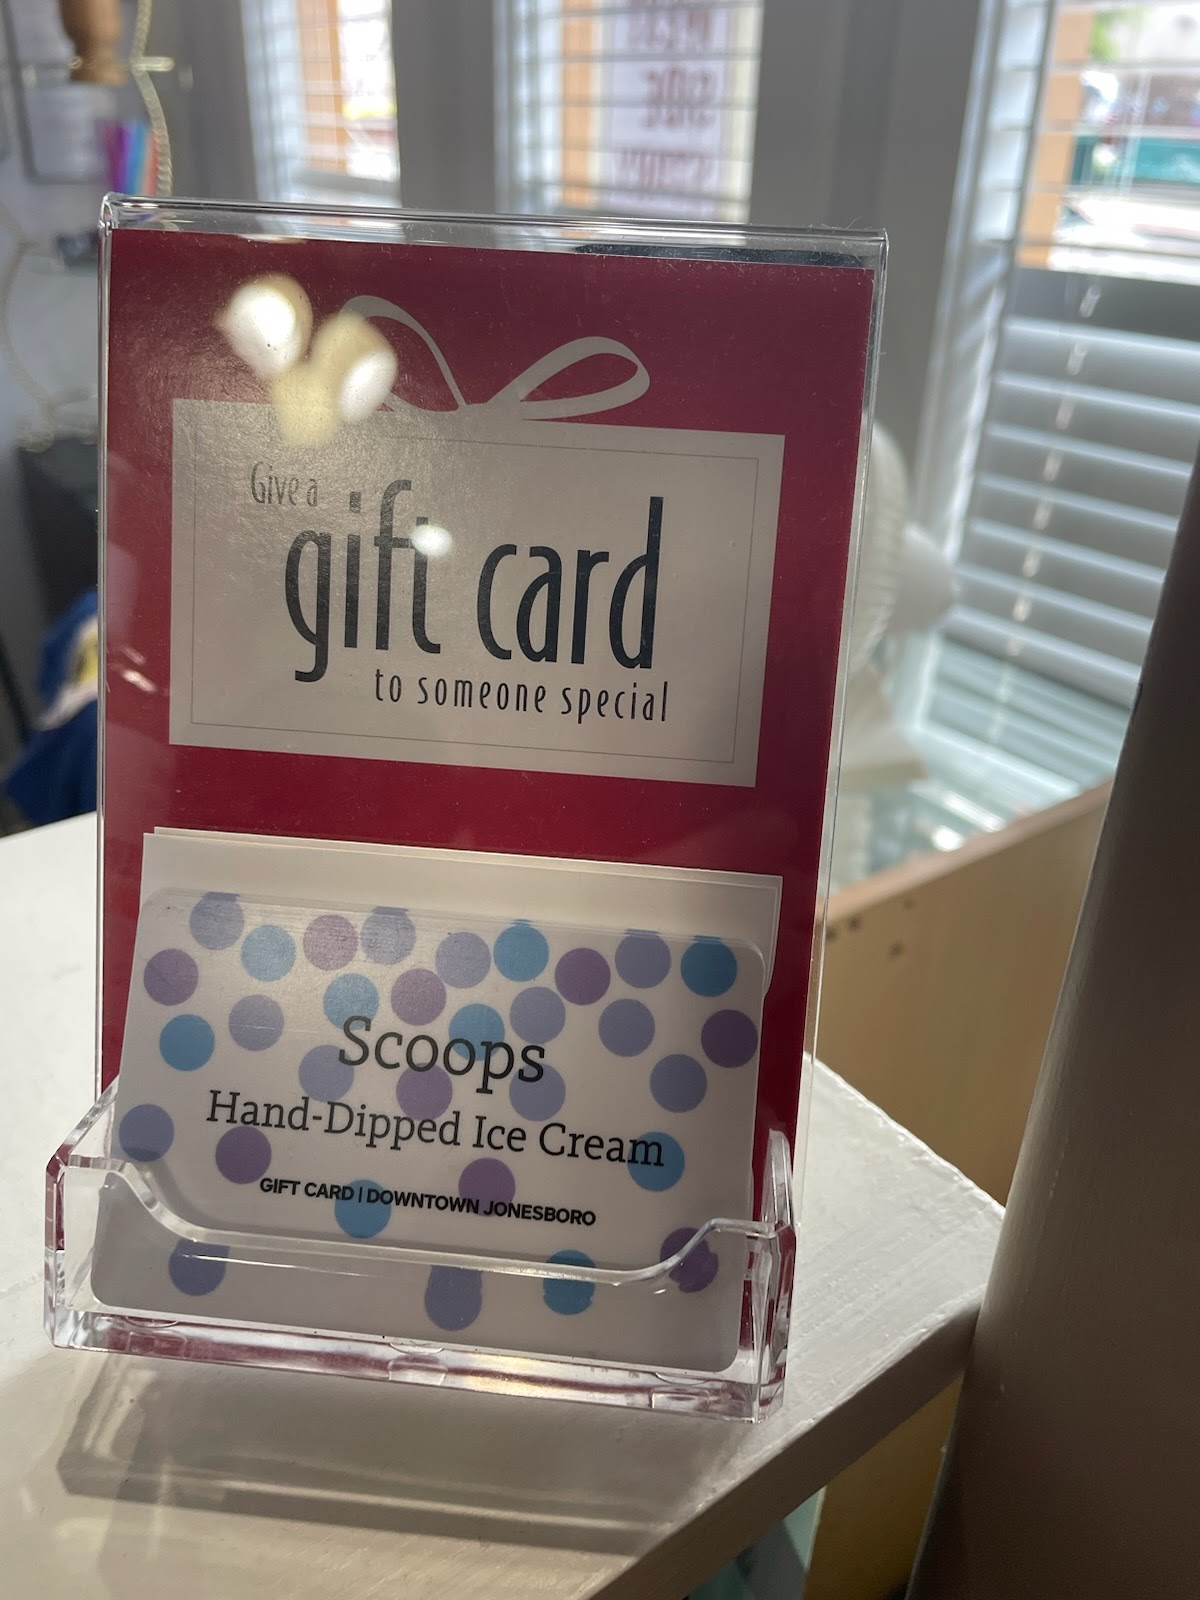 Give a
gift card
to someone special
Scoops
Hand-Dipped Ice Cream
GIFT CARD | DOWNTOWN JONESBORO